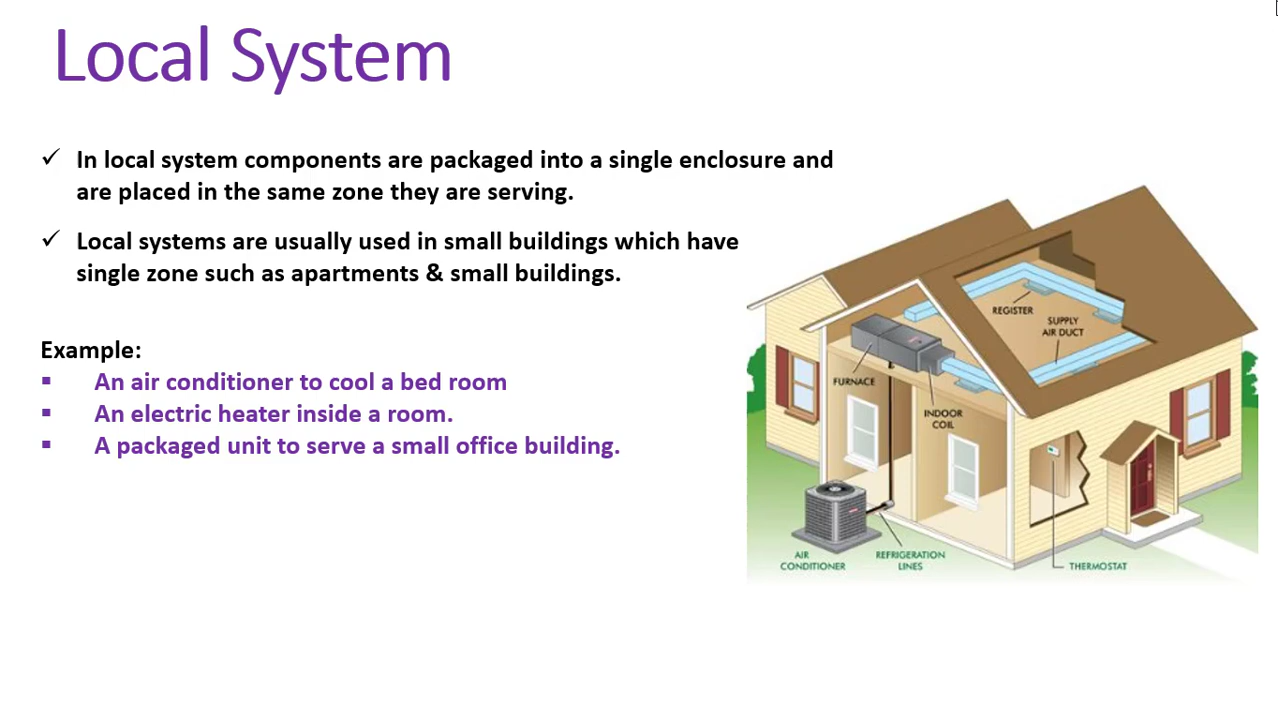 Local System
✓ In local system components are packaged into a single enclosure and
are placed in the same zone they are serving.
✓ Local systems are usually used in small buildings which have
single zone such as apartments & small buildings.
Example:
▪ An air conditioner to cool a bed room
▪ An electric heater inside a room.
▪ A packaged unit to serve a small office building.
REGISTER
SUPPLY
AIR DUCT
FURNACE
INDOOR
COIL
AIR
CONDITIONER
REFRIGERATION
LINES
THERMOSTAT